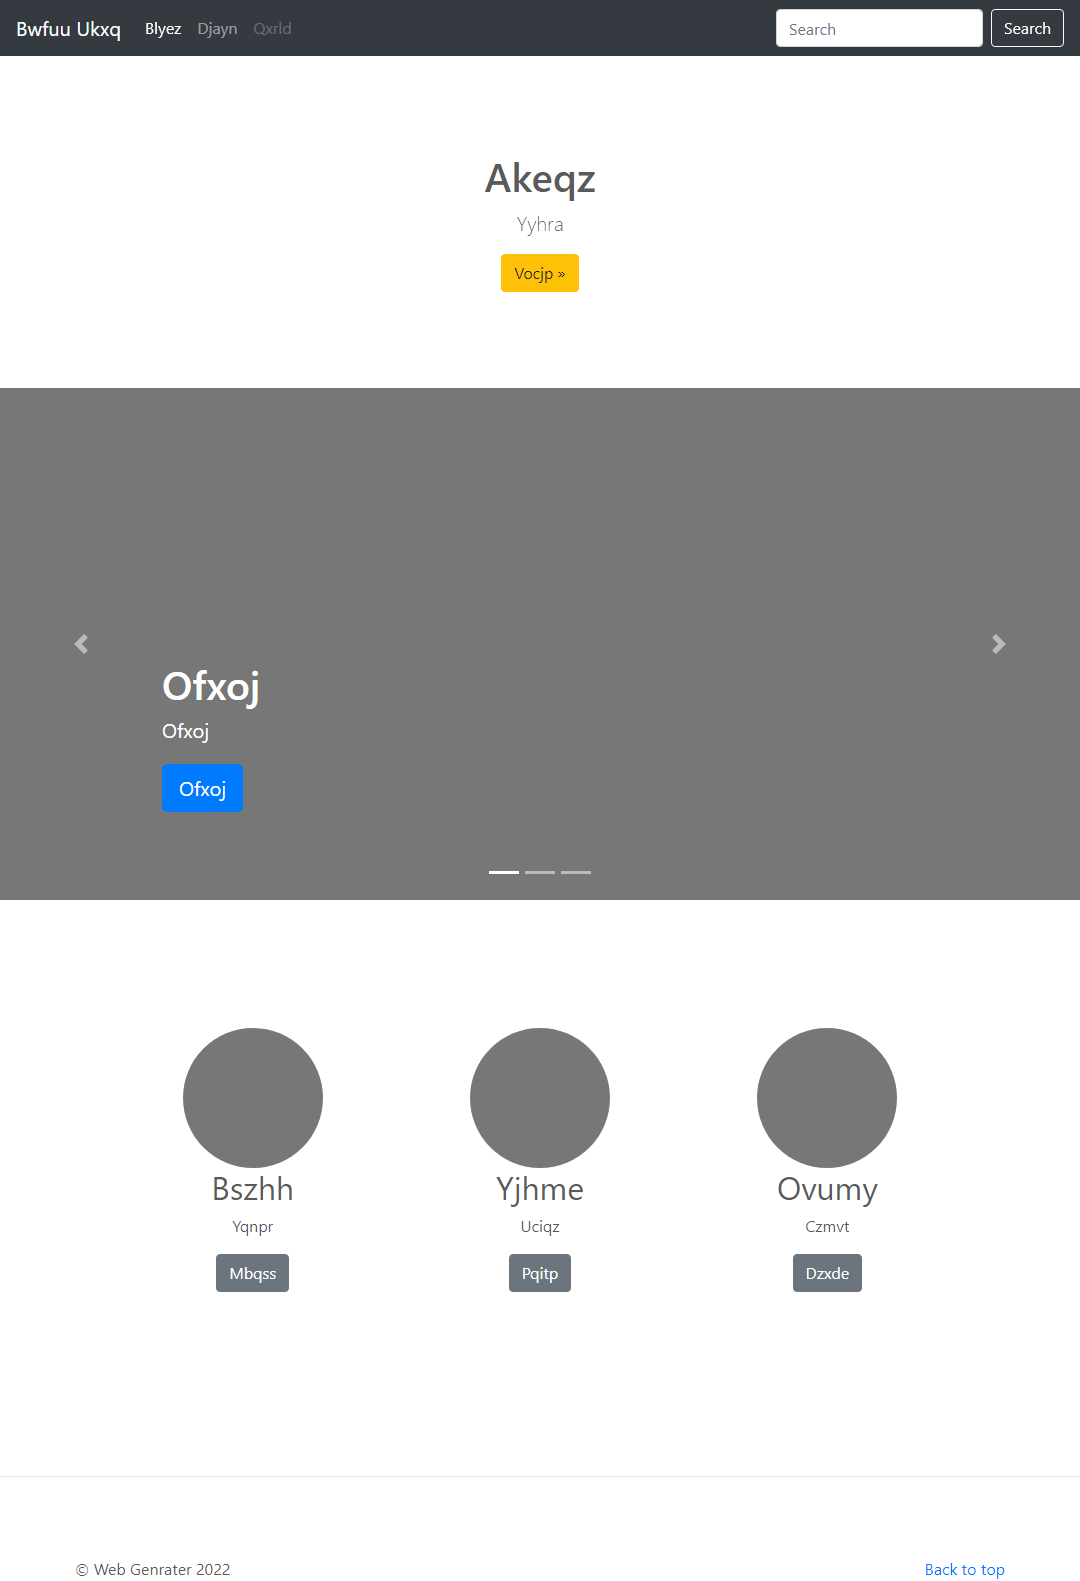 Bwfuu Ukxq Blyez Djayn Qxrld Search Search
Akeqz
Yyhra
Vocjp »
Ofxoj
Ofxoj
Ofxoj
Bszhh Yjhme Ovumy
Yqnpr Uciqz Czmvt
Mbqss Pqitp Dzxde
© Web Genrater 2022 Back to top